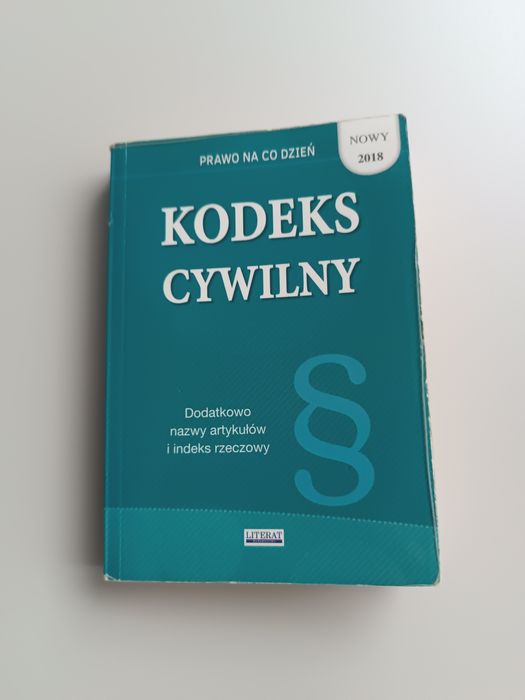 PRAWO NA CO DZIEŃ
NOWY
2018
KODEKS
CYWILNY
§
Dodatkowo
nazwy artykułów
i indeks rzeczowy
LITERAT